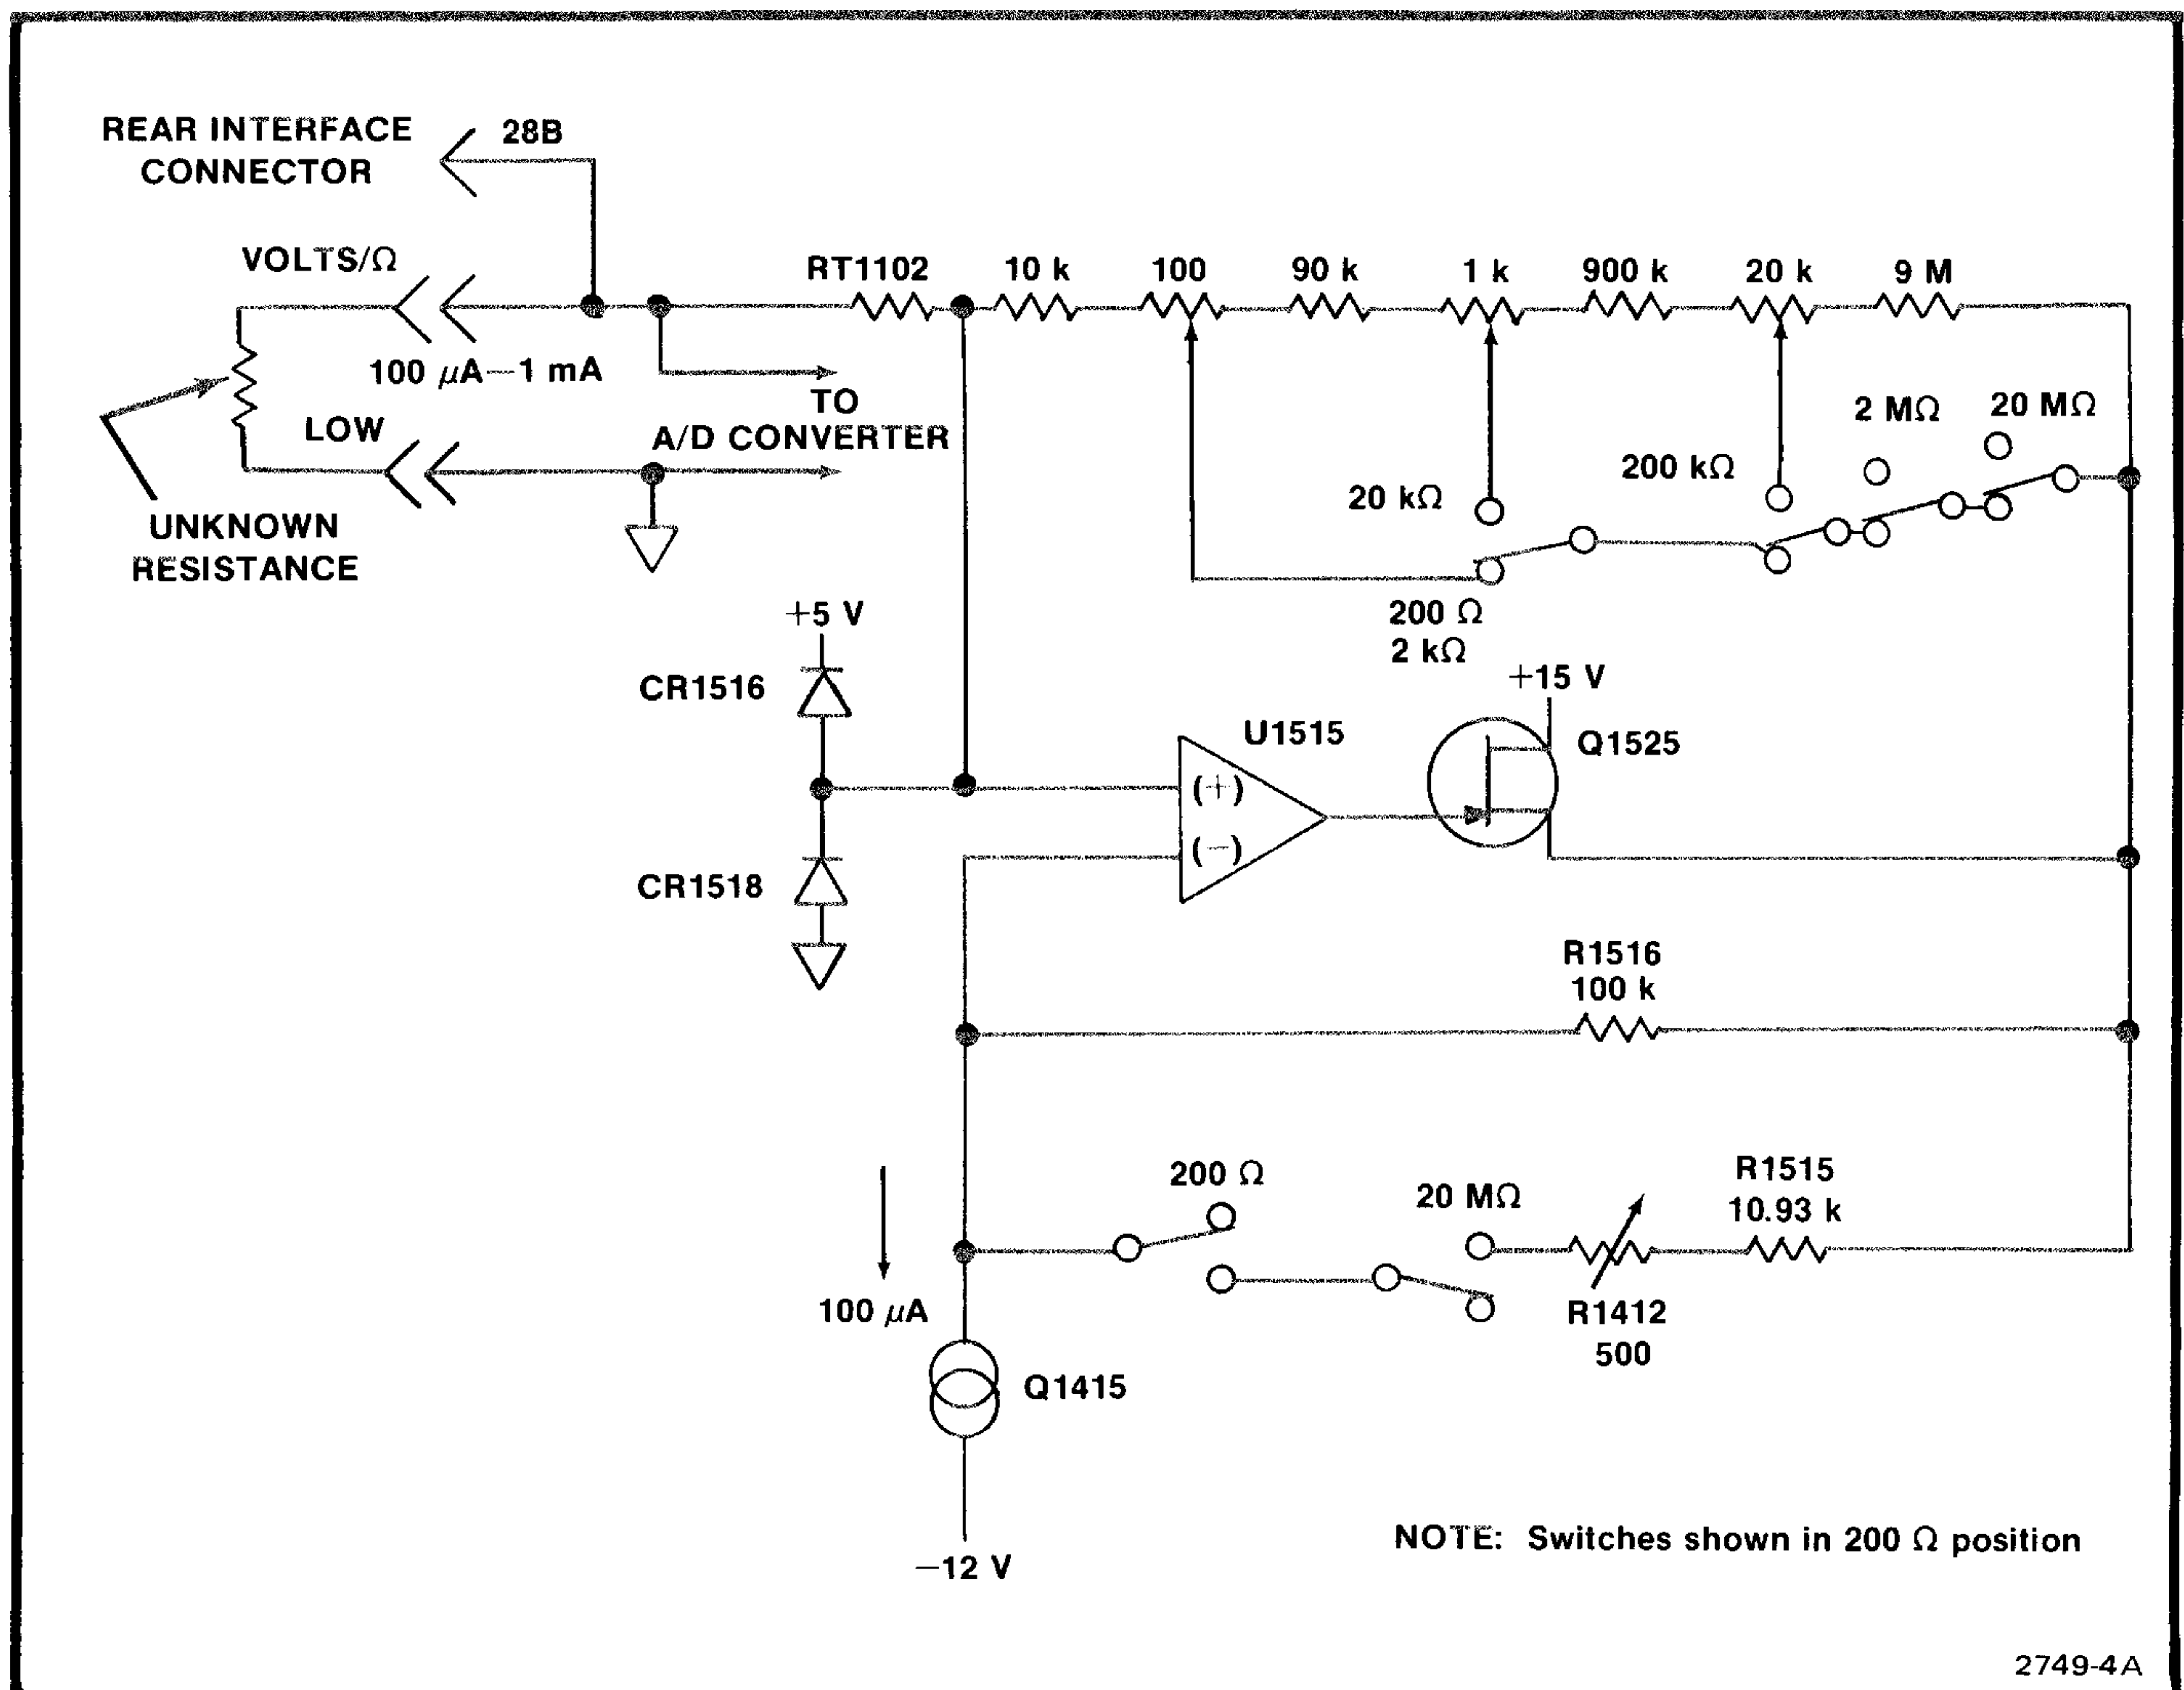 REAR INTERFACE
CONNECTOR
28B
VOLTS/Ω
RT1102
10 k
100
90 k
1 k
900 k
20 k
9 M
100 μA—1 mA
TO
A/D CONVERTER
LOW
2 MΩ
20 MΩ
200 kΩ
20 kΩ
UNKNOWN
RESISTANCE
200 Ω
2 kΩ
+5 V
CR1516
+15 V
U1515
Q1525
(+)
(−)
CR1518
R1516
100 k
200 Ω
20 MΩ
R1515
10.93 k
100 μA
R1412
500
Q1415
NOTE: Switches shown in 200 Ω position
−12 V
2749-4A